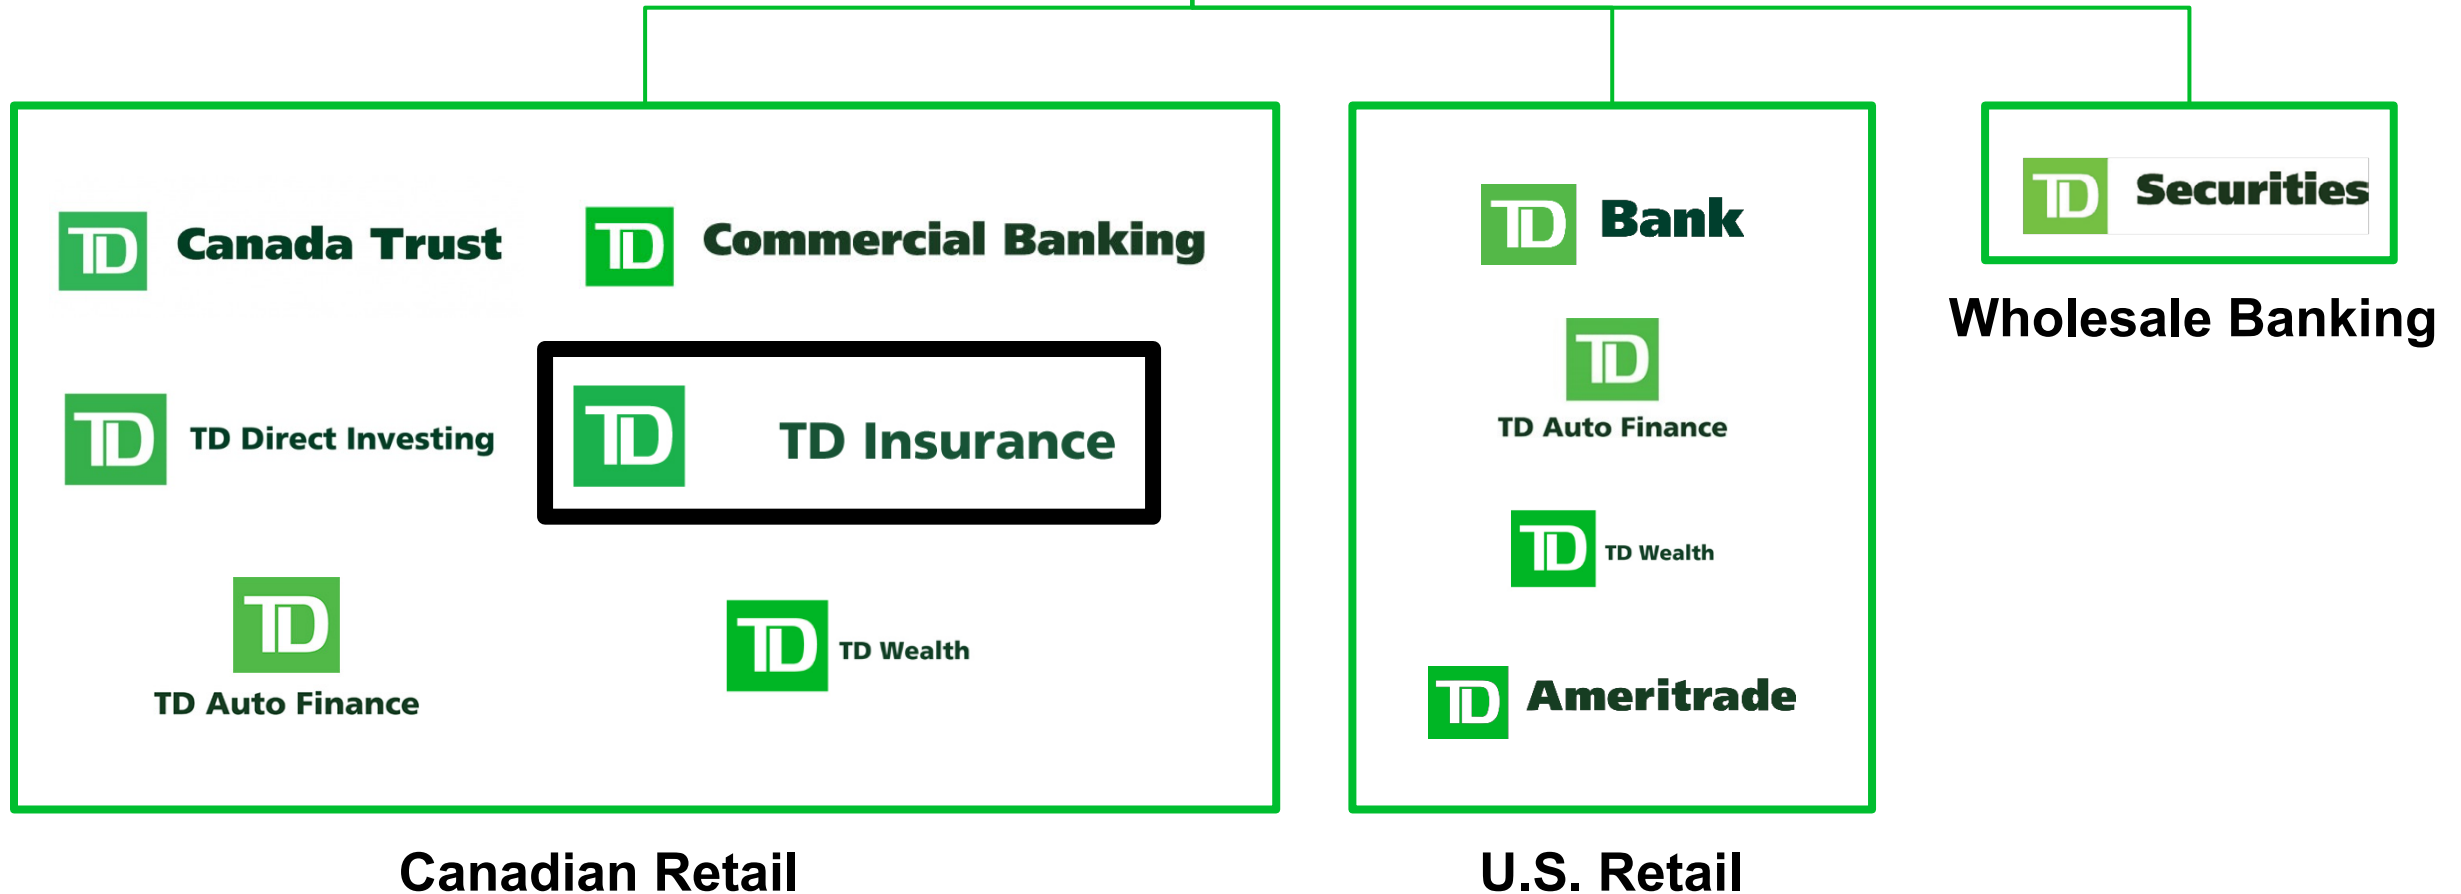 TD Canada Trust
TD Commercial Banking
TD TD Direct Investing
TD TD Insurance
TD
TD Auto Finance
TD TD Wealth
Canadian Retail
TD Bank
TD
TD Auto Finance
TD TD Wealth
TD Ameritrade
U.S. Retail
TD Securities
Wholesale Banking